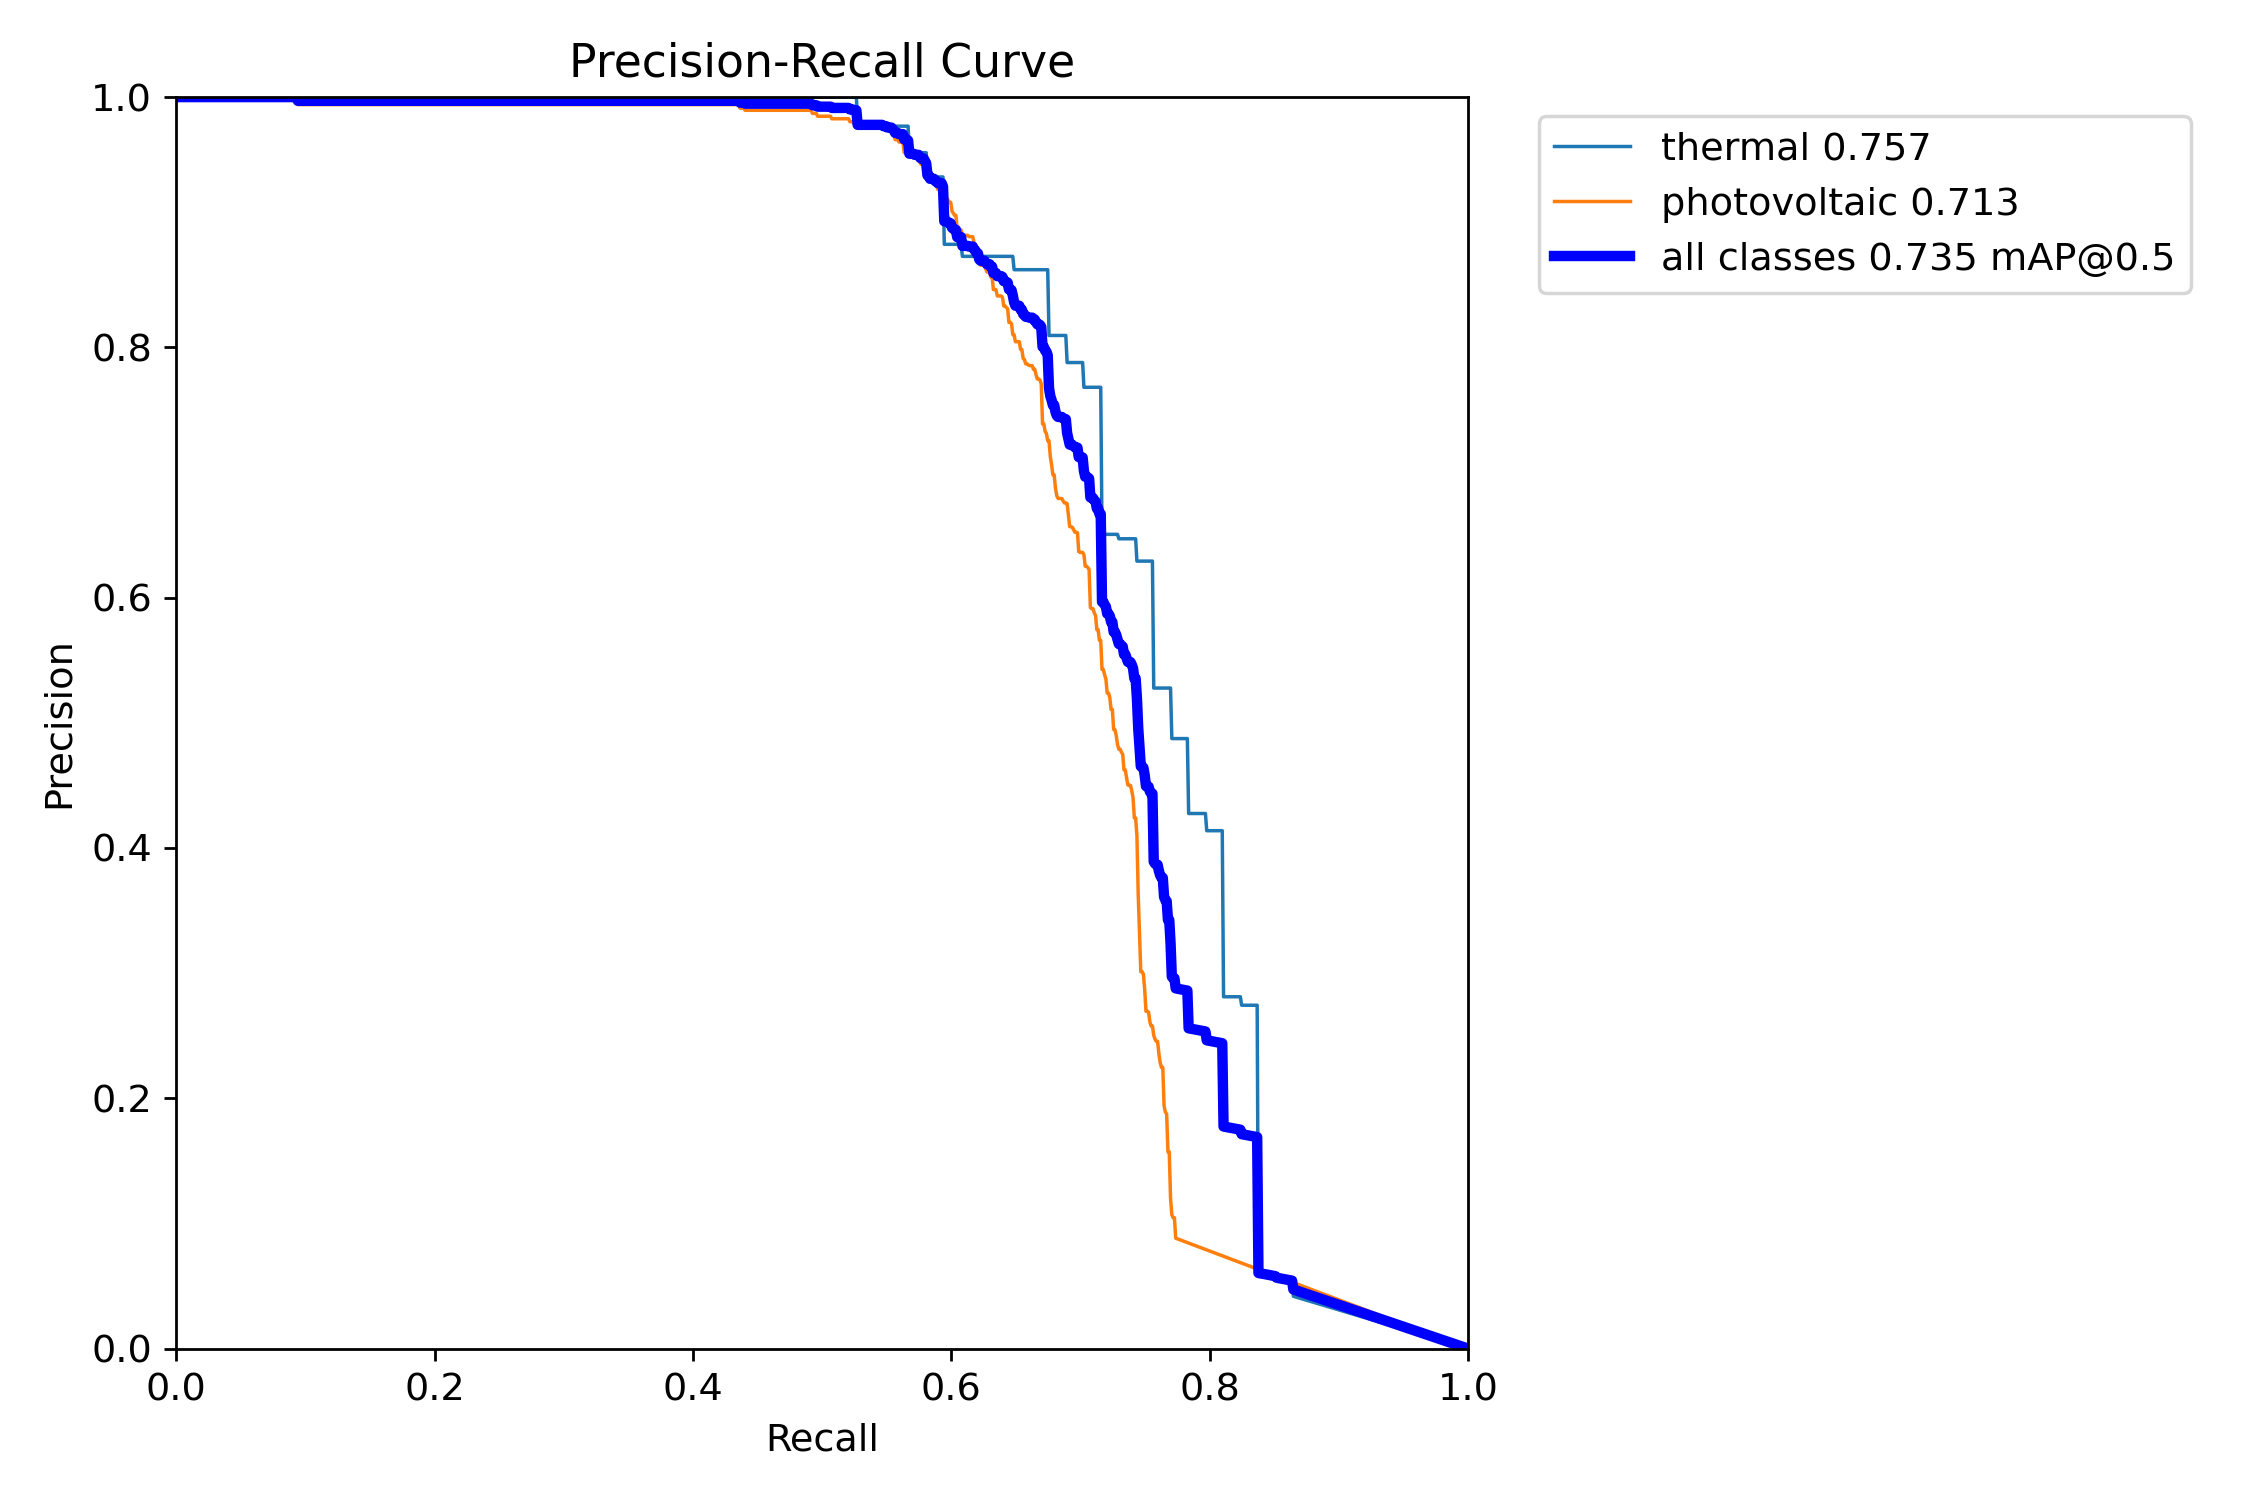 Precision-Recall Curve
1.0
0.8
0.6
0.4
0.2
0.0
Precision
0.0 0.2 0.4 0.6 0.8 1.0
Recall
thermal 0.757
photovoltaic 0.713
all classes 0.735 mAP@0.5